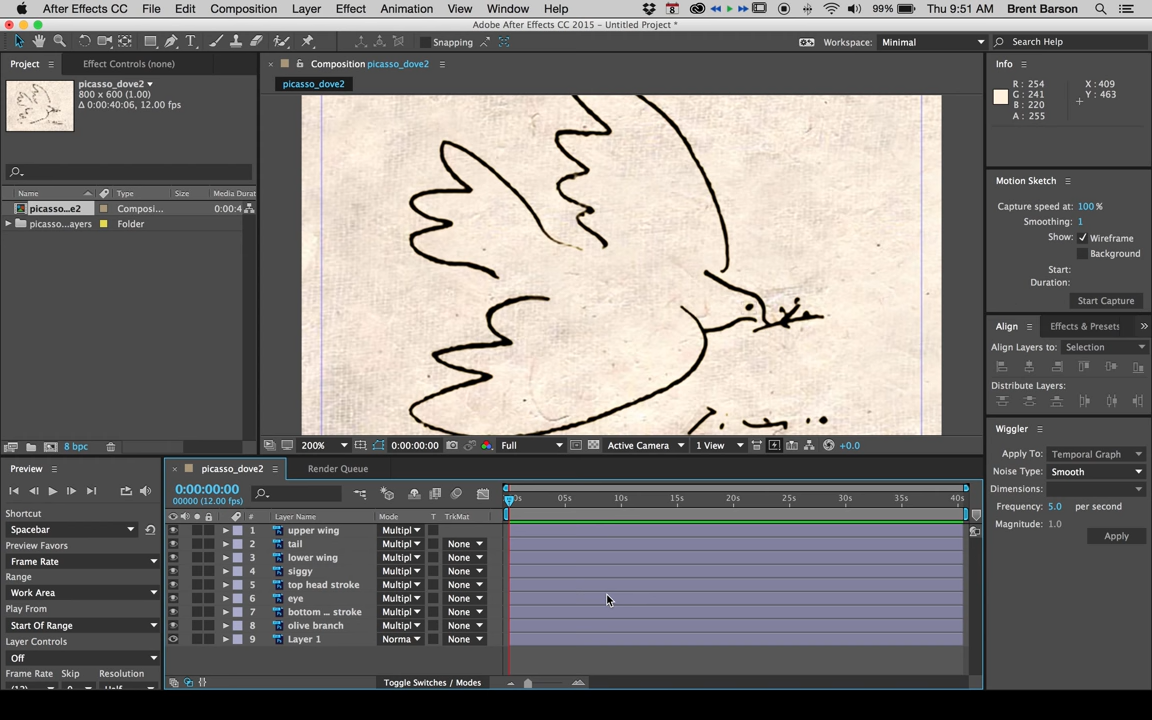 After Effects CC File Edit Composition Layer Effect Animation View Window Help 8 99% Thu 9:51 AM Brent Barson
Adobe After Effects CC 2015 - Untitled Project *
Snapping Workspace: Minimal Search Help
Project Effect Controls (none) Composition picasso_dove2 Info
picasso_dove2
picasso_dove2
800 x 600 (1.00)
Δ 0:00:40:06, 12.00 fps
R: 254
G: 241
B: 220
A: 255
X: 409
Y: 463
Name Type Size Media Durat
picasso...e2 Composi... 0:00:4
picasso...ayers Folder
Motion Sketch
Capture speed at: 100 %
Smoothing: 1
Show: Wireframe
Background
Start:
Duration:
Start Capture
Align Effects & Presets
Align Layers to: Selection
Distribute Layers:
8 bpc 200% 0:00:00:00 Full Active Camera 1 View +0.0
Wiggler
Apply To: Temporal Graph
Noise Type: Smooth
Dimensions:
Frequency: 5.0 per second
Magnitude: 1.0
Apply
Preview
Shortcut
Spacebar
Preview Favors
Frame Rate
Range
Work Area
Play From
Start Of Range
Layer Controls
Off
Frame Rate Skip Resolution
picasso_dove2 Render Queue
0:00:00:00
00000 (12.00 fps)
05s 10s 15s 20s 25s 30s 35s 40s
# Layer Name Mode T TrkMat
1 upper wing Multipl
2 tail Multipl None
3 lower wing Multipl None
4 siggy Multipl None
5 top head stroke Multipl None
6 eye Multipl None
7 bottom ... stroke Multipl None
8 olive branch Multipl None
9 Layer 1 Norma None
Toggle Switches / Modes